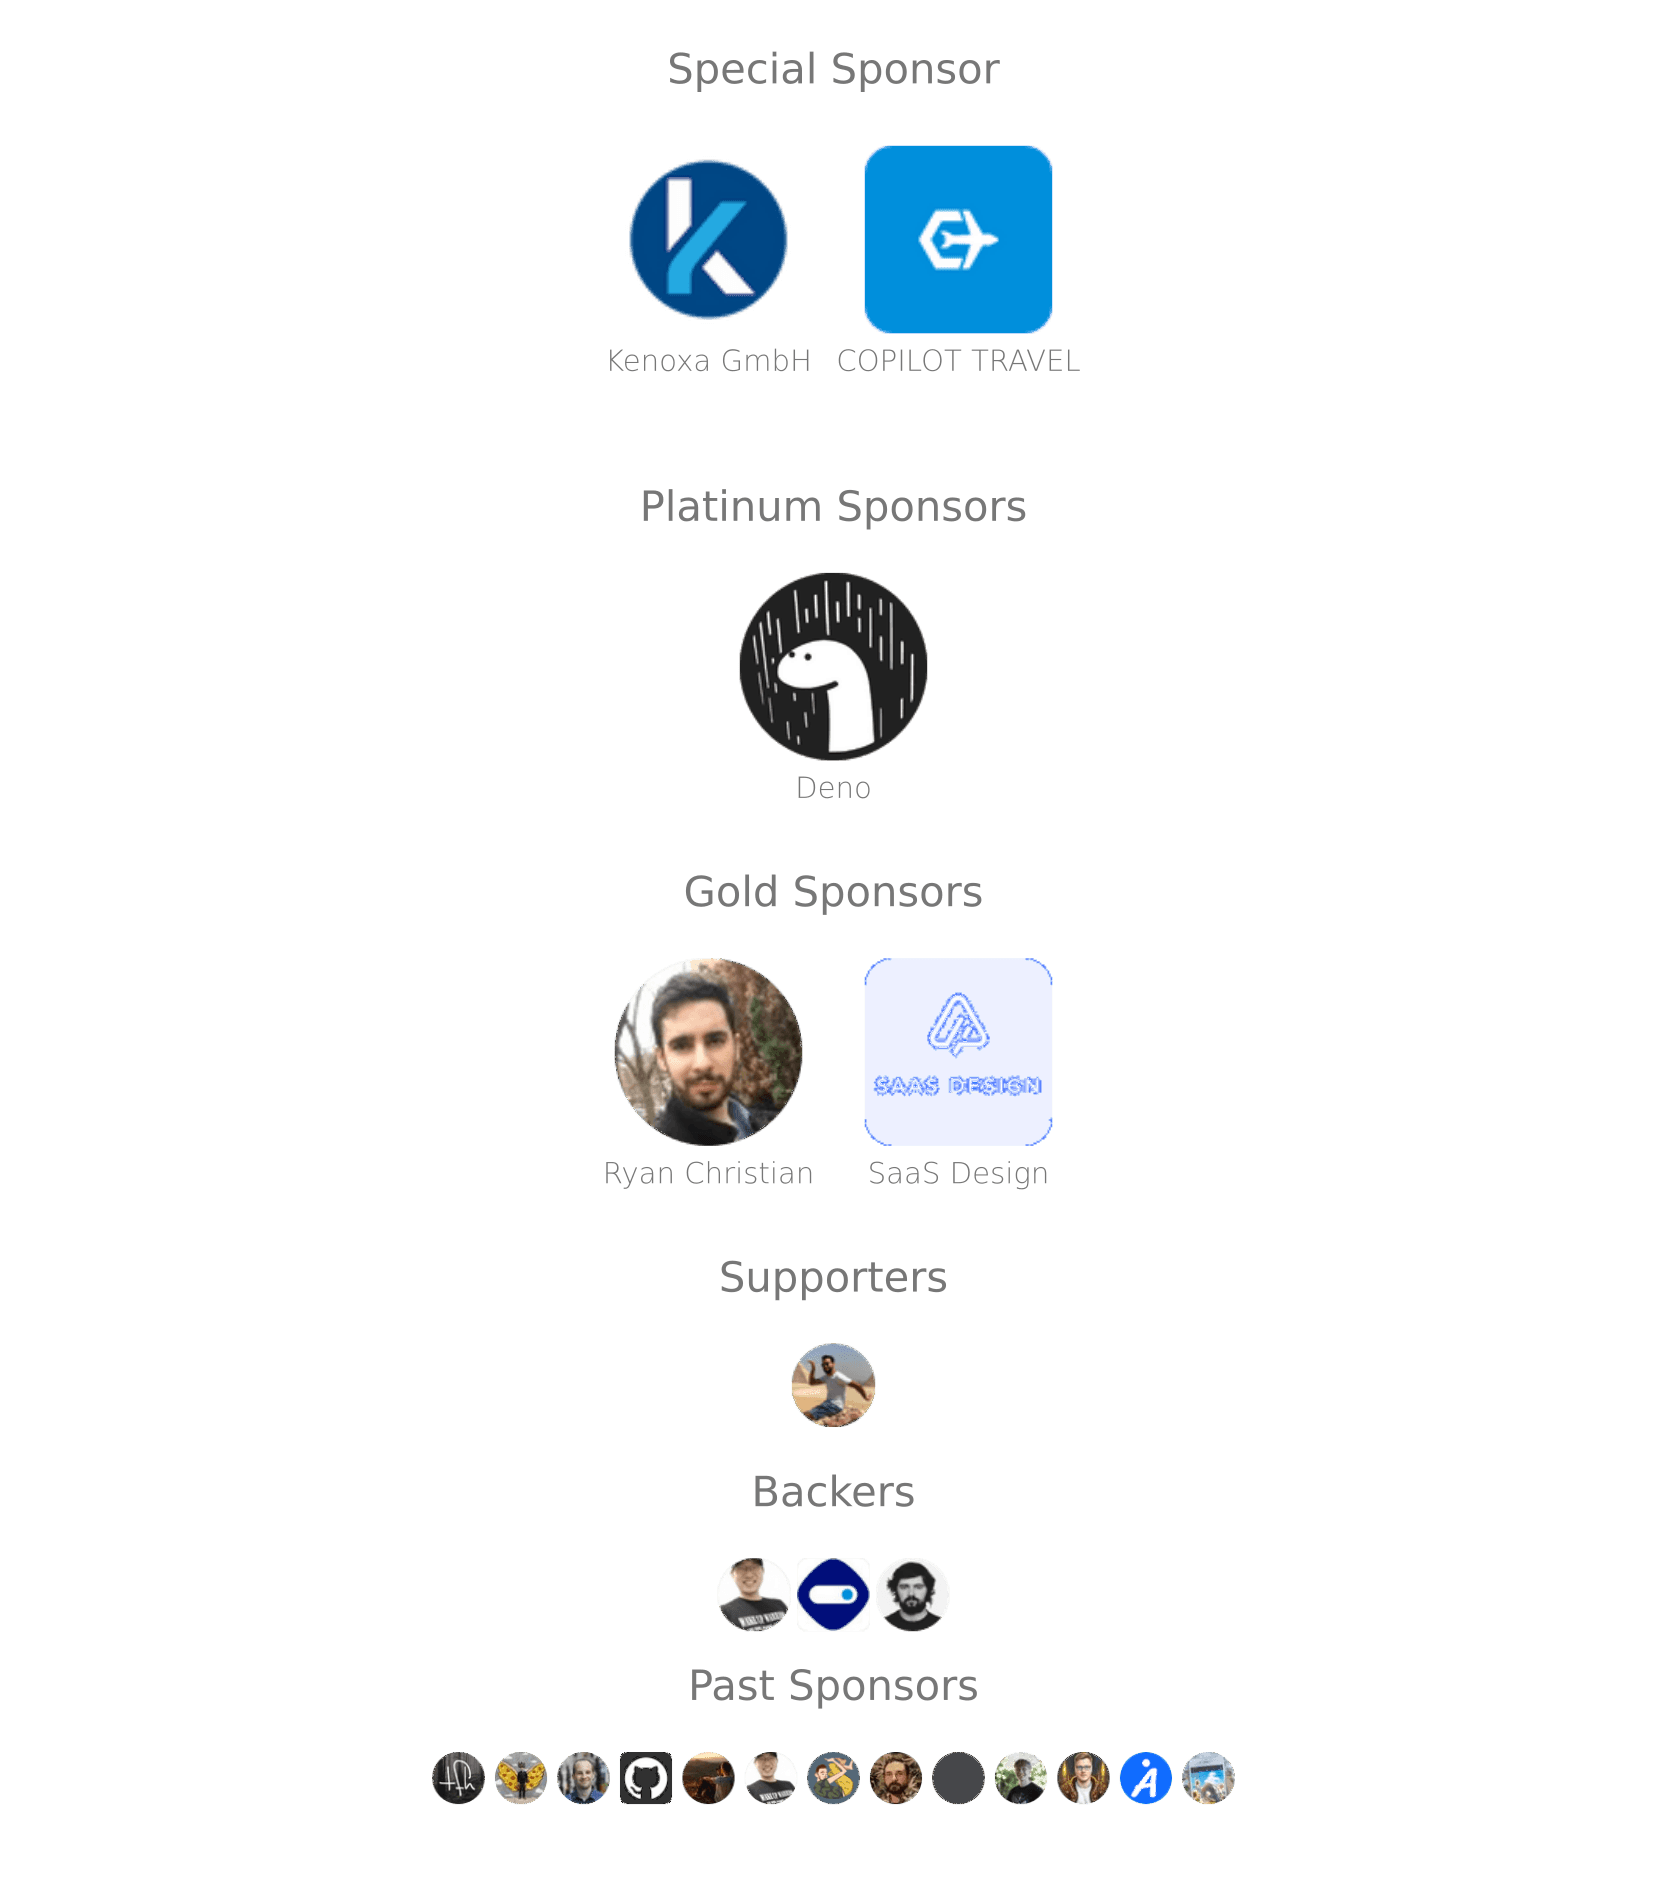 Special Sponsor
Kenoxa GmbH COPILOT TRAVEL
Platinum Sponsors
Deno
Gold Sponsors
SAAS DESIGN
Ryan Christian SaaS Design
Supporters
Backers
Past Sponsors
tfh